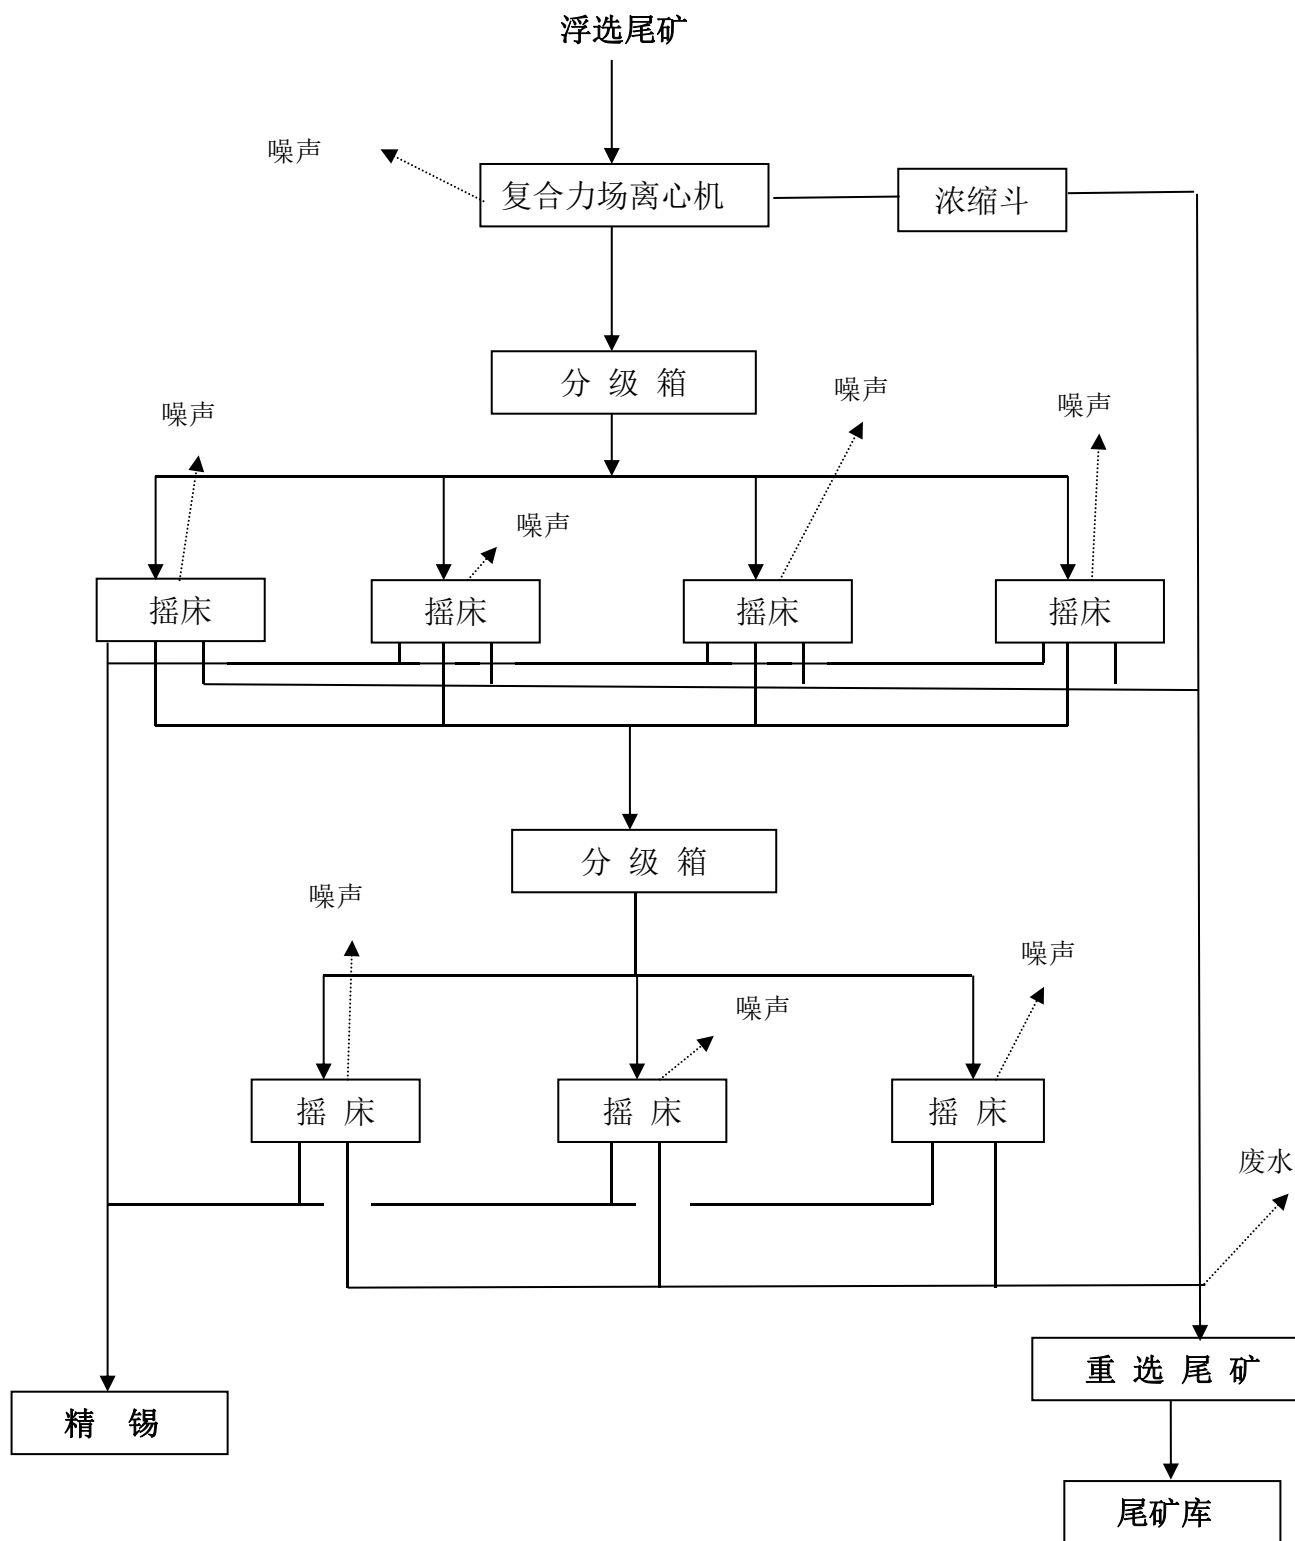 浮选尾矿
噪声
复合力场离心机
浓缩斗
分 级 箱
噪声
噪声
噪声
噪声
摇床
摇床
摇床
摇床
分 级 箱
噪声
噪声
噪声
摇 床
摇 床
摇 床
废水
重 选 尾 矿
精 锡
尾矿库